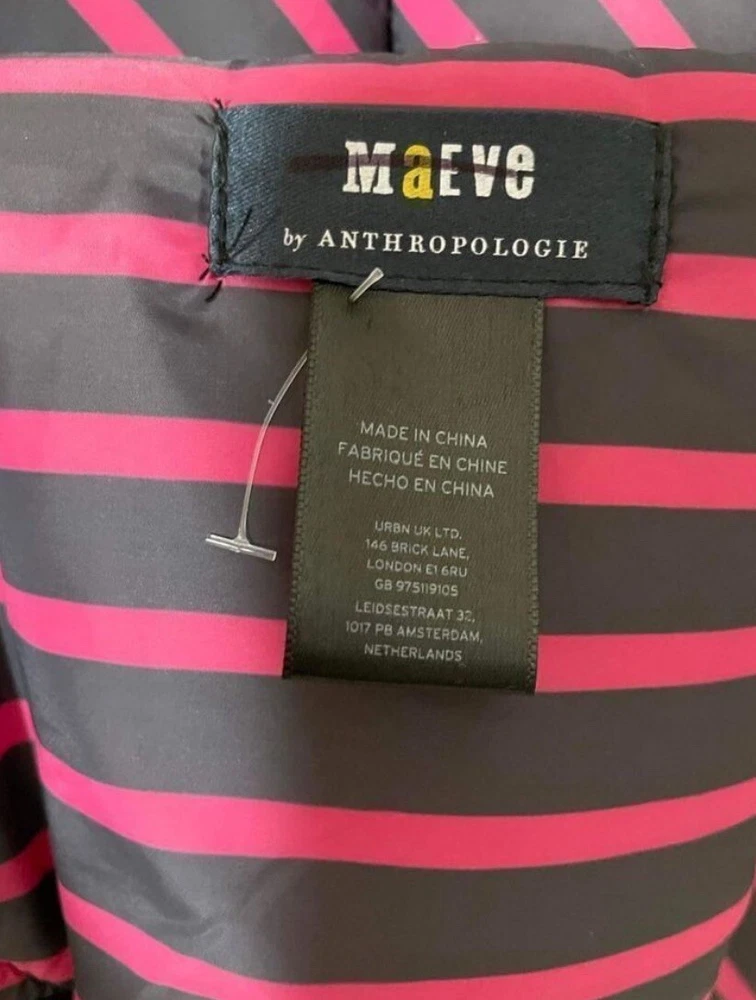 MaEVe
by ANTHROPOLOGIE
MADE IN CHINA
FABRIQUÉ EN CHINE
HECHO EN CHINA
URBN UK LTD.
146 BRICK LANE,
LONDON E1 6RU
GB 975119105
LEIDSESTRAAT 32,
1017 PB AMSTERDAM,
NETHERLANDS